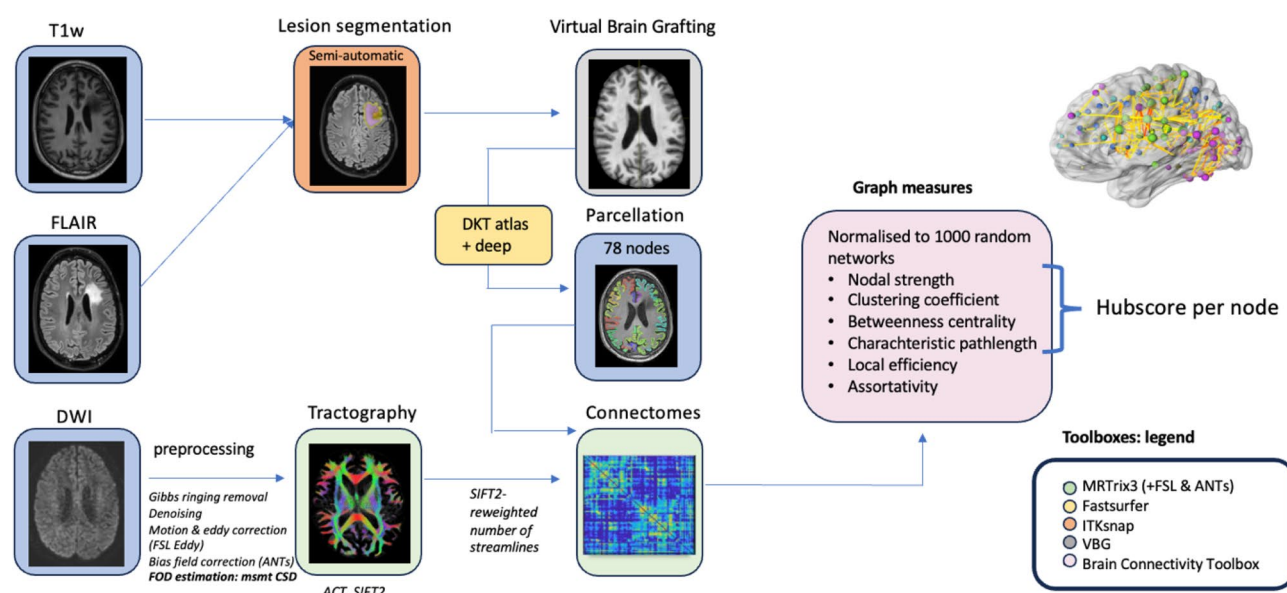 T1w
Lesion segmentation
Semi-automatic
Virtual Brain Grafting
FLAIR
DKT atlas
+ deep
Parcellation
78 nodes
DWI
preprocessing
Gibbs ringing removal
Denoising
Motion & eddy correction
(FSL Eddy)
Bias field correction (ANTs)
FOD estimation: msmt CSD
Tractography
ACT, SIFT2
SIFT2-
reweighted
number of
streamlines
Connectomes
Graph measures
Normalised to 1000 random
networks
• Nodal strength
• Clustering coefficient
• Betweenness centrality
• Charachteristic pathlength
• Local efficiency
• Assortativity
Hubscore per node
Toolboxes: legend
MRTrix3 (+FSL & ANTs)
Fastsurfer
ITKsnap
VBG
Brain Connectivity Toolbox